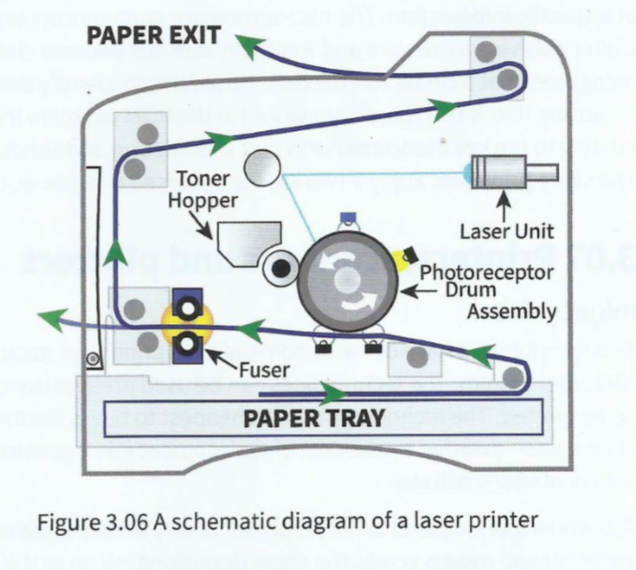 PAPER EXIT
Toner
Hopper
Laser Unit
Photoreceptor
Drum
Assembly
Fuser
PAPER TRAY
Figure 3.06 A schematic diagram of a laser printer